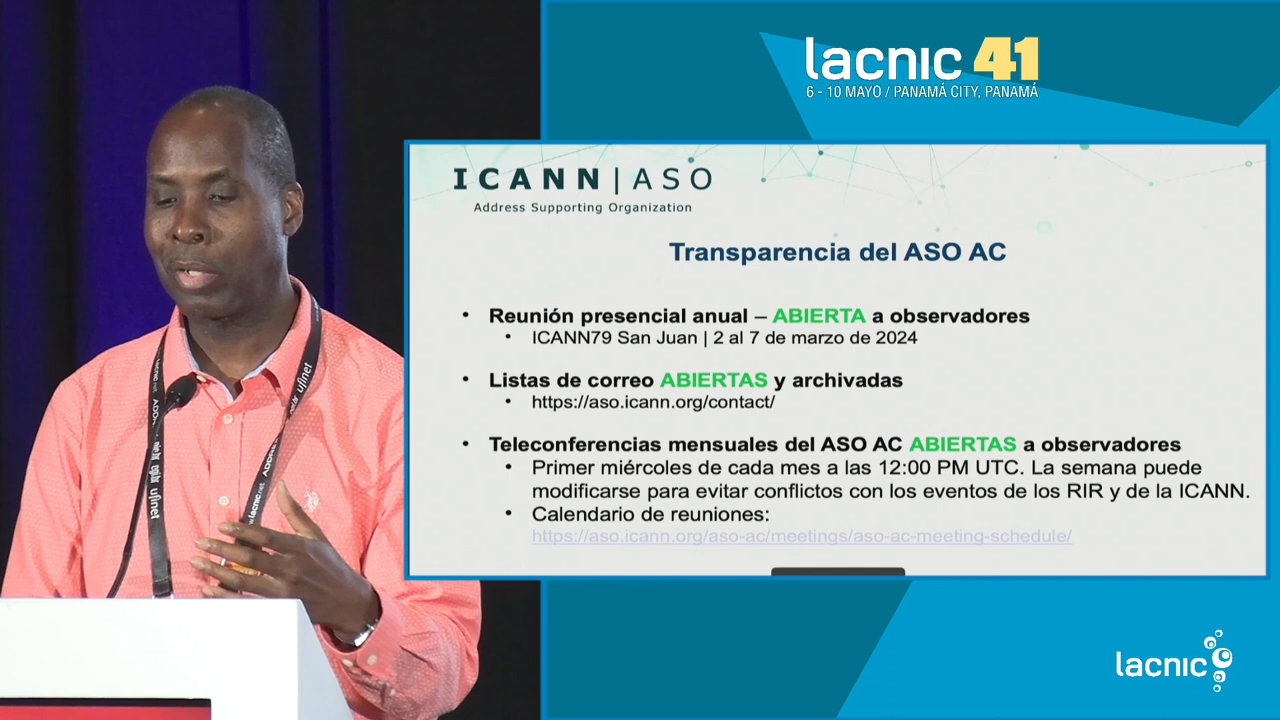 lacnic 41
6 - 10 MAYO / PANAMÁ CITY, PANAMÁ
ICANN|ASO
Address Supporting Organization
Transparencia del ASO AC
• Reunión presencial anual – ABIERTA a observadores
• ICANN79 San Juan | 2 al 7 de marzo de 2024
• Listas de correo ABIERTAS y archivadas
• https://aso.icann.org/contact/
• Teleconferencias mensuales del ASO AC ABIERTAS a observadores
• Primer miércoles de cada mes a las 12:00 PM UTC. La semana puede
modificarse para evitar conflictos con los eventos de los RIR y de la ICANN.
• Calendario de reuniones:
https://aso.icann.org/aso-ac/meetings/aso-ac-meeting-schedule/
ufinet
ufinet
lacnic
lacnic